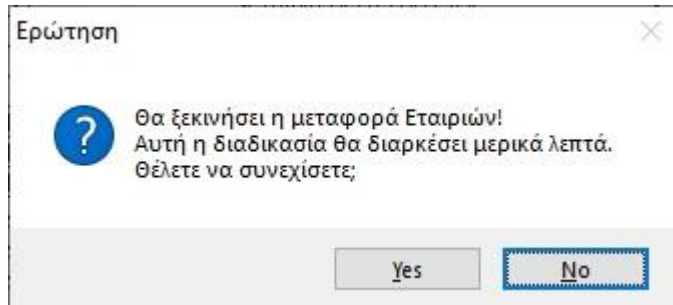 Ερώτηση
Θα ξεκινήσει η μεταφορά Εταιριών!
Αυτή η διαδικασία θα διαρκέσει μερικά λεπτά.
Θέλετε να συνεχίσετε;
Yes No